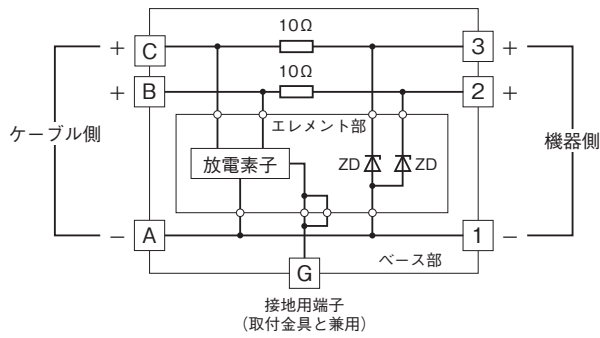 10Ω
+ C 3 +
10Ω
+ B 2 +
エレメント部
ケーブル側
機器側
放電素子
ZD ZD
− A 1 −
ベース部
G
接地用端子
（取付金具と兼用）